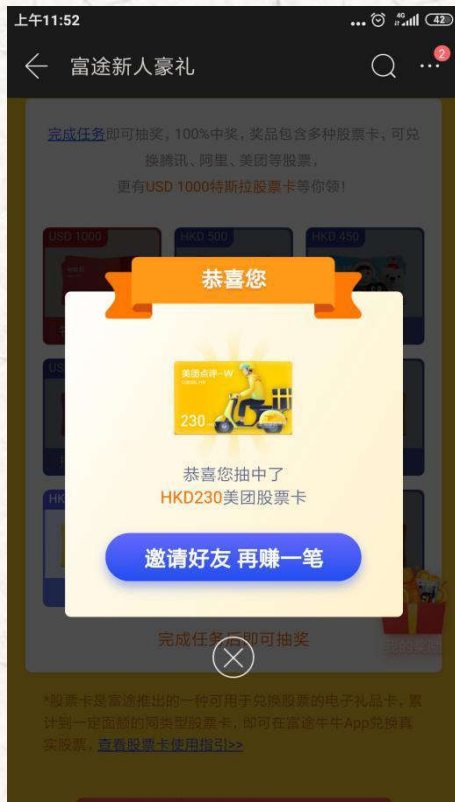 上午11:52
... 4G 42
富途新人豪礼
2
完成任务即可抽奖，100%中奖，奖品包含多种股票卡，可兑
换腾讯、阿里、美团等股票，
更有USD 1000特斯拉股票卡等你领！
USD 1000
HKD 500
HKD 450
恭喜您
美团点评-W
230
恭喜您抽中了
HKD230美团股票卡
邀请好友 再赚一笔
完成任务后即可抽奖
我的奖励
*股票卡是富途推出的一种可用于兑换股票的电子礼品卡，累
计到一定面额的同类型股票卡，即可在富途牛牛App兑换真
实股票，查看股票卡使用指引>>